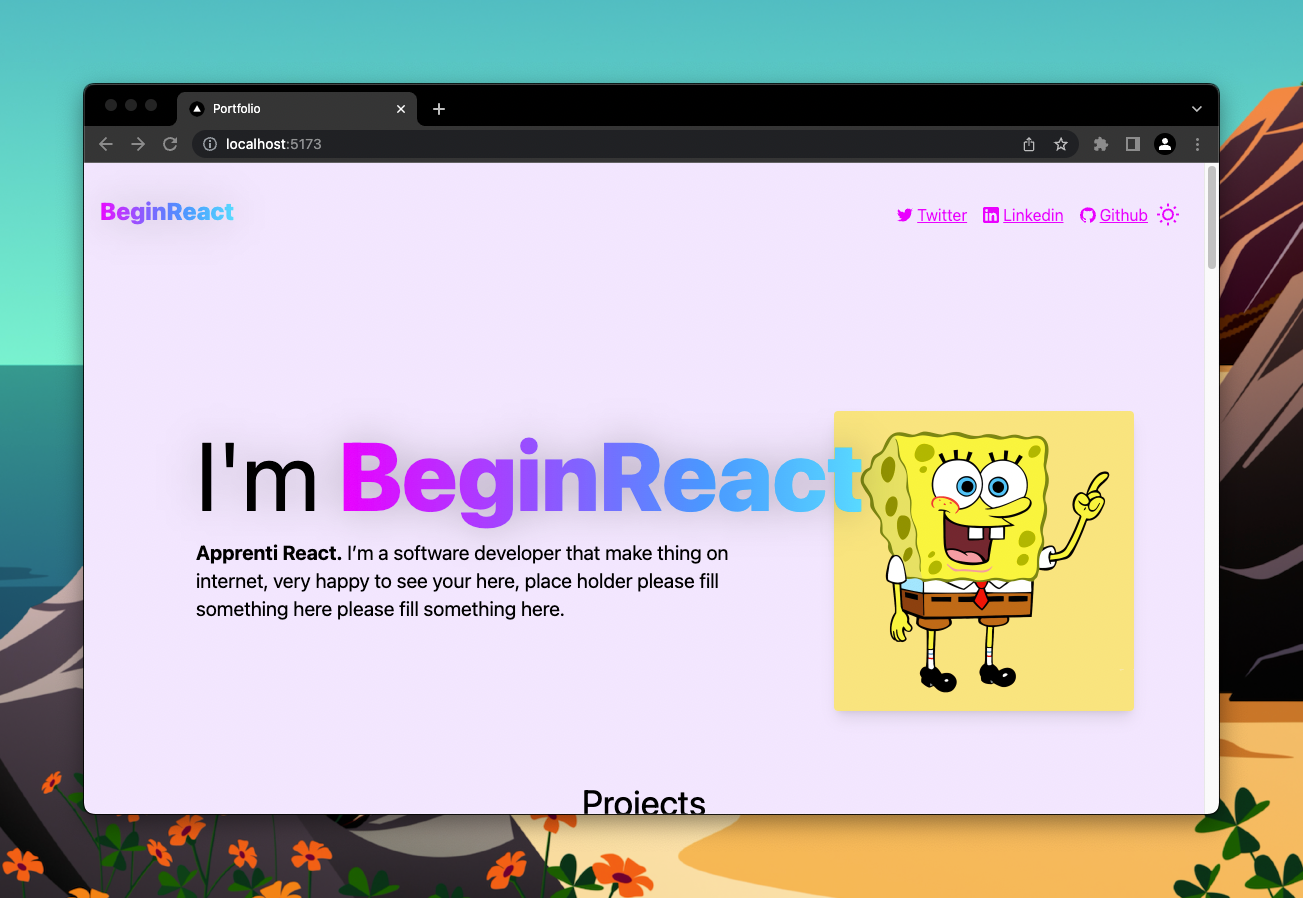 Portfolio
localhost:5173
BeginReact
Twitter Linkedin Github
I'm BeginReact
Apprenti React. I’m a software developer that make thing on
internet, very happy to see your here, place holder please fill
something here please fill something here.
Projects